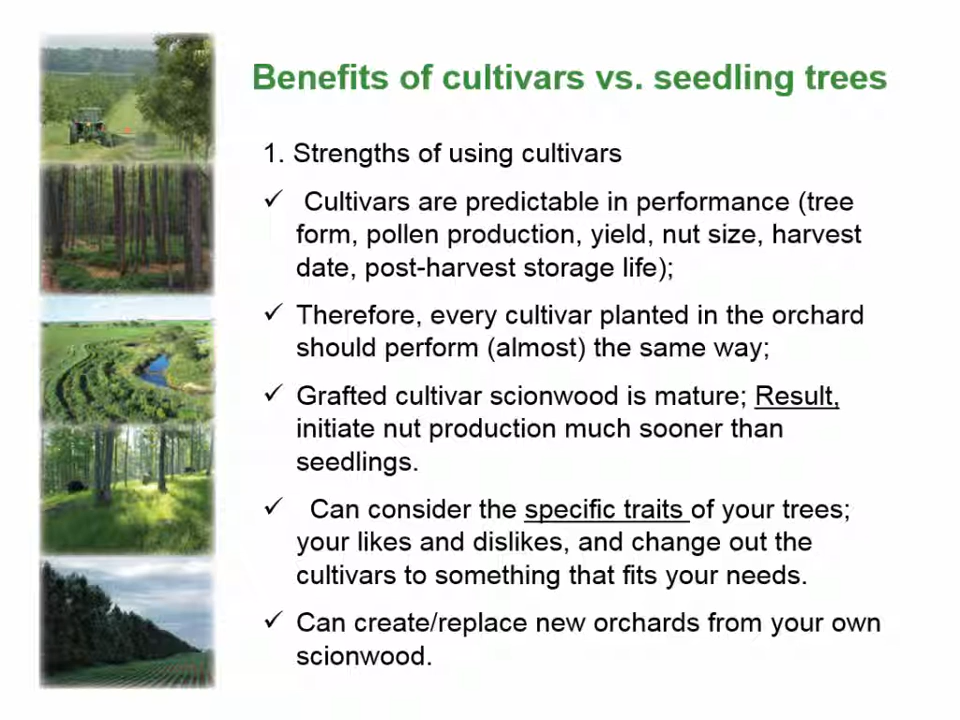 Benefits of cultivars vs. seedling trees
1. Strengths of using cultivars
✓ Cultivars are predictable in performance (tree
form, pollen production, yield, nut size, harvest
date, post-harvest storage life);
✓ Therefore, every cultivar planted in the orchard
should perform (almost) the same way;
✓ Grafted cultivar scionwood is mature; Result,
initiate nut production much sooner than
seedlings.
✓ Can consider the specific traits of your trees;
your likes and dislikes, and change out the
cultivars to something that fits your needs.
✓ Can create/replace new orchards from your own
scionwood.